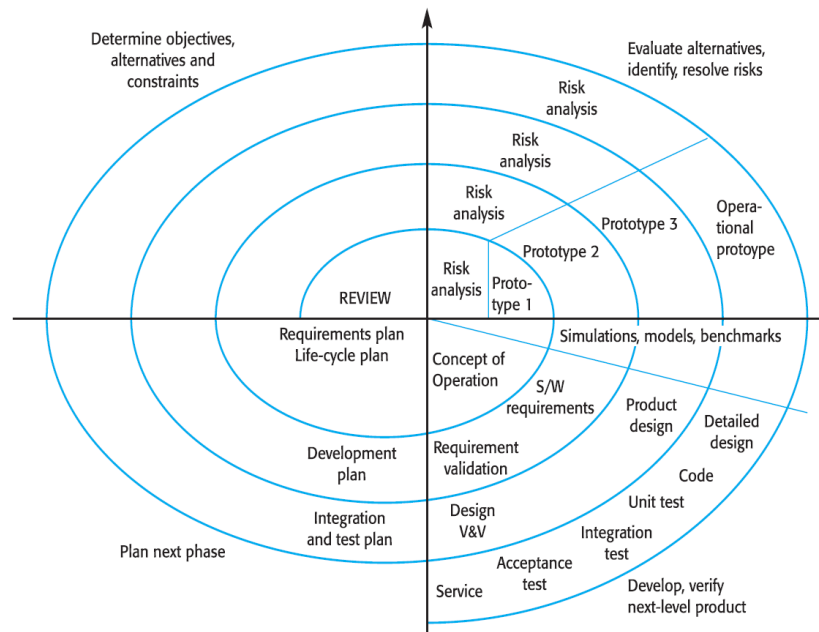 Determine objectives,
alternatives and
constraints
Evaluate alternatives,
identify, resolve risks
Risk
analysis
Risk
analysis
Risk
analysis
Risk
analysis
Proto-
type 1
Prototype 2
Prototype 3
Opera-
tional
protoype
REVIEW
Requirements plan
Life-cycle plan
Simulations, models, benchmarks
Concept of
Operation
S/W
requirements
Product
design
Detailed
design
Development
plan
Requirement
validation
Code
Unit test
Integration
and test plan
Design
V&V
Integration
test
Plan next phase
Acceptance
test
Service
Develop, verify
next-level product